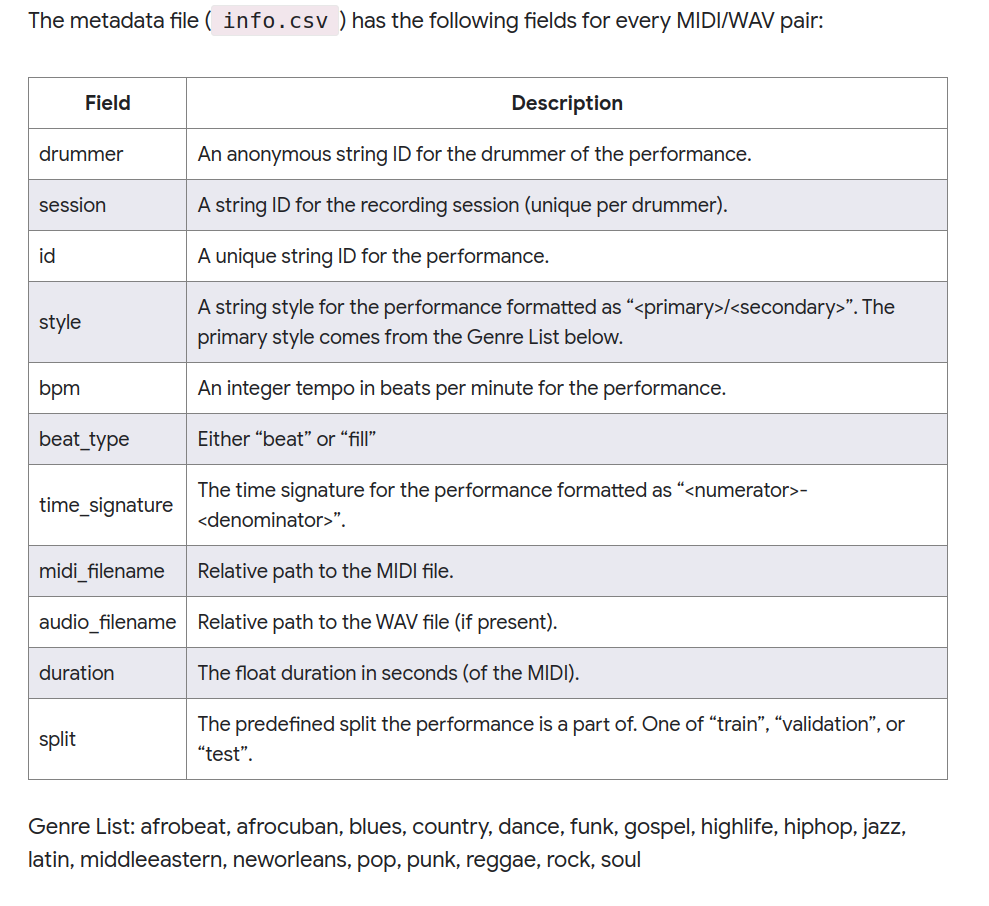 The metadata file ( info.csv ) has the following fields for every MIDI/WAV pair:
Field Description
drummer An anonymous string ID for the drummer of the performance.
session A string ID for the recording session (unique per drummer).
id A unique string ID for the performance.
style A string style for the performance formatted as “<primary>/<secondary>”. The
primary style comes from the Genre List below.
bpm An integer tempo in beats per minute for the performance.
beat_type Either “beat” or “fill”
time_signature The time signature for the performance formatted as “<numerator>-
<denominator>”.
midi_filename Relative path to the MIDI file.
audio_filename Relative path to the WAV file (if present).
duration The float duration in seconds (of the MIDI).
split The predefined split the performance is a part of. One of “train”, “validation”, or
“test”.
Genre List: afrobeat, afrocuban, blues, country, dance, funk, gospel, highlife, hiphop, jazz,
latin, middleeastern, neworleans, pop, punk, reggae, rock, soul